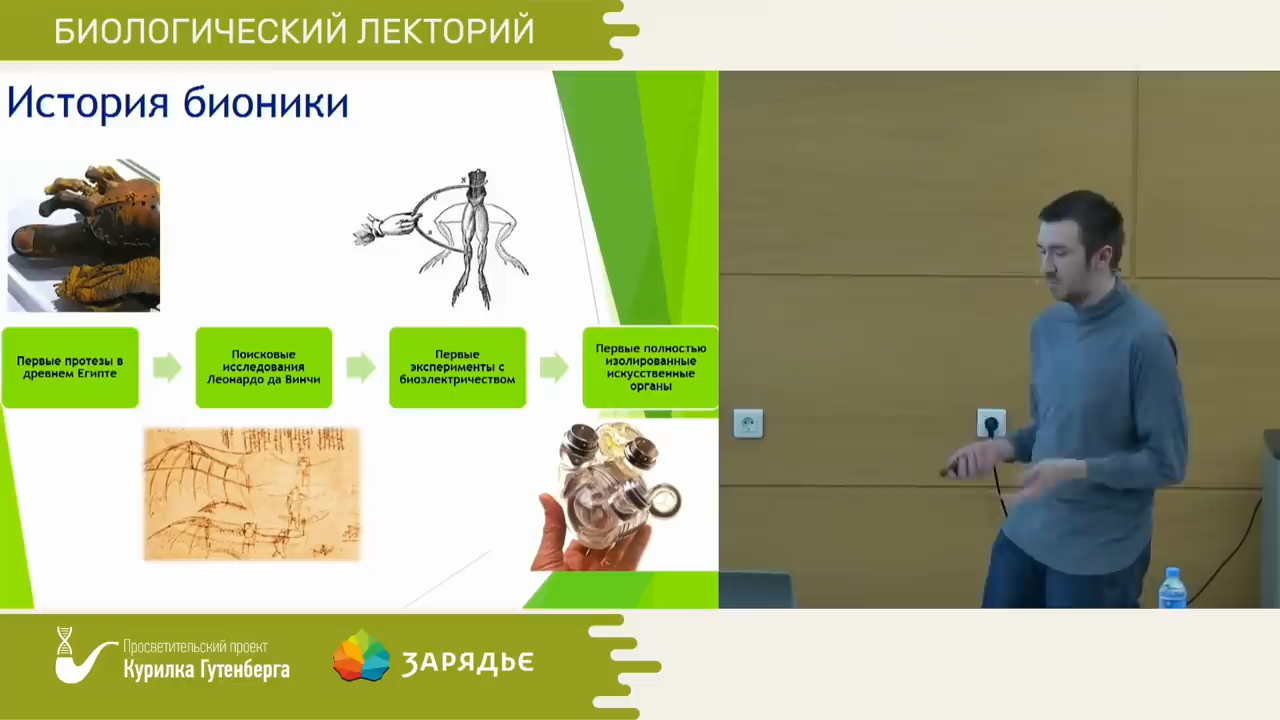 БИОЛОГИЧЕСКИЙ ЛЕКТОРИЙ
История бионики
Первые протезы в
древнем Египте
Поисковые
исследования
Леонардо да Винчи
Первые
эксперименты с
биоэлектричеством
Первые полностью
изолированные
искусственные
органы
Просветительский проект
Курилка Гутенберга
ЗАРЯДЬЕ